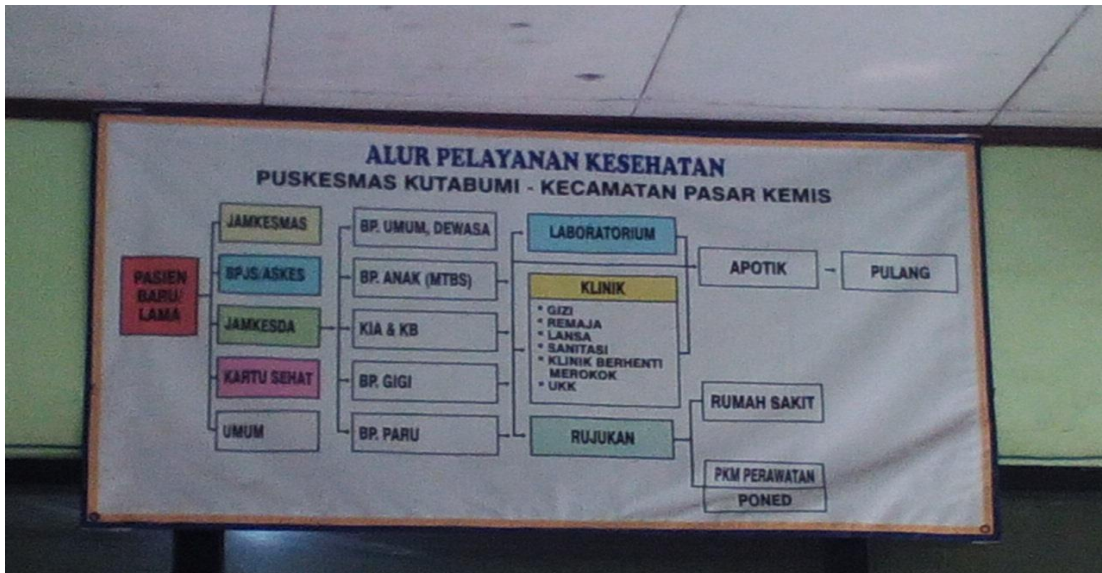 ALUR PELAYANAN KESEHATAN
PUSKESMAS KUTABUMI - KECAMATAN PASAR KEMIS
PASIEN
BARU/
LAMA
JAMKESMAS
BPJS/ASKES
JAMKESDA
KARTU SEHAT
UMUM
BP. UMUM, DEWASA
BP. ANAK (MTBS)
KIA & KB
BP. GIGI
BP. PARU
LABORATORIUM
KLINIK
* GIZI
* REMAJA
* LANSA
* SANITASI
* KLINIK BERHENTI
MEROKOK
* UKK
RUJUKAN
APOTIK
PULANG
RUMAH SAKIT
PKM PERAWATAN
PONED